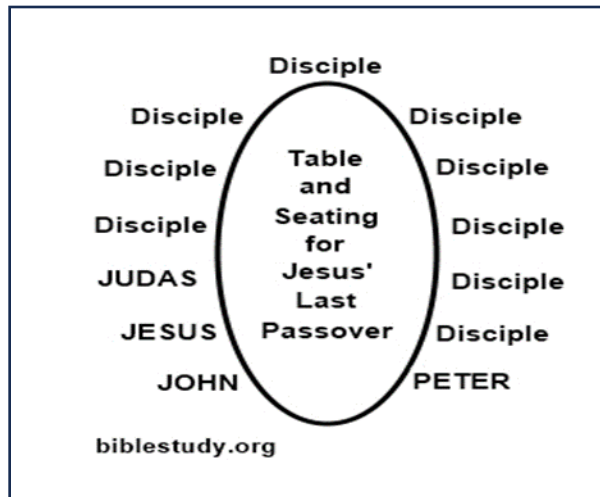 Disciple
Disciple Disciple
Table
Disciple Disciple
and
Seating
Disciple Disciple
for
Jesus'
JUDAS Disciple
Last
JESUS Passover Disciple
JOHN PETER
biblestudy.org